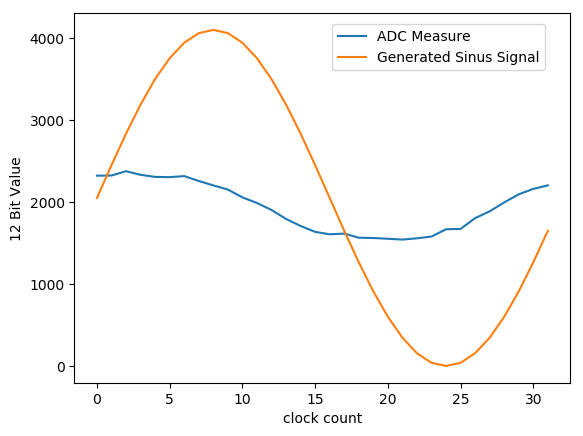 ADC Measure
Generated Sinus Signal
12 Bit Value
4000
3000
2000
1000
0
0 5 10 15 20 25 30
clock count